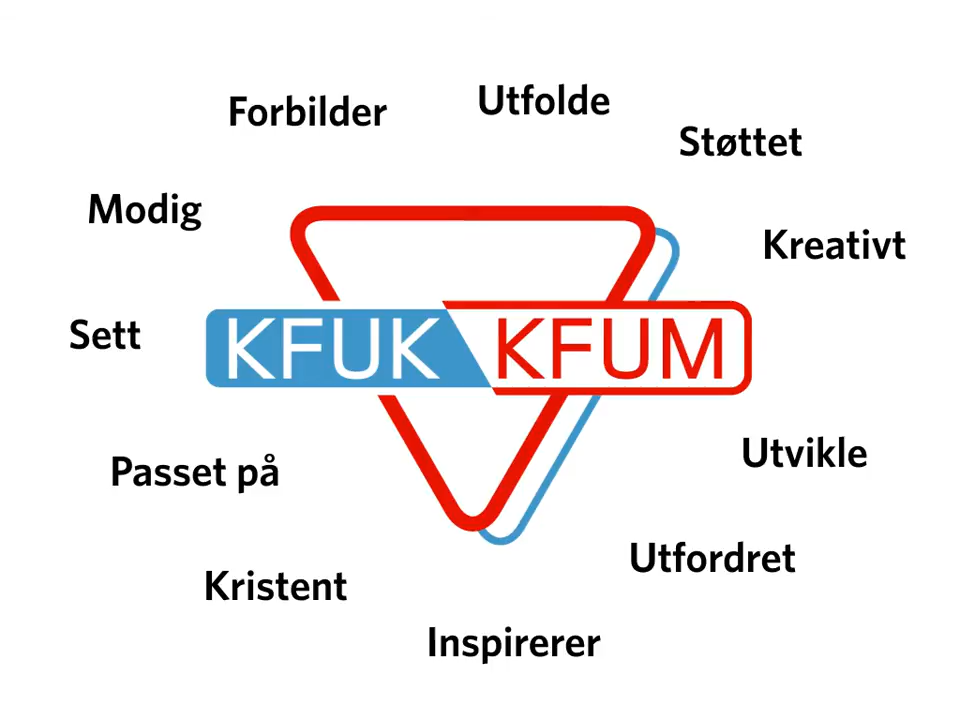 Utfolde
Forbilder
Støttet
Modig
Kreativt
Sett
KFUK KFUM
Utvikle
Passet på
Utfordret
Kristent
Inspirerer